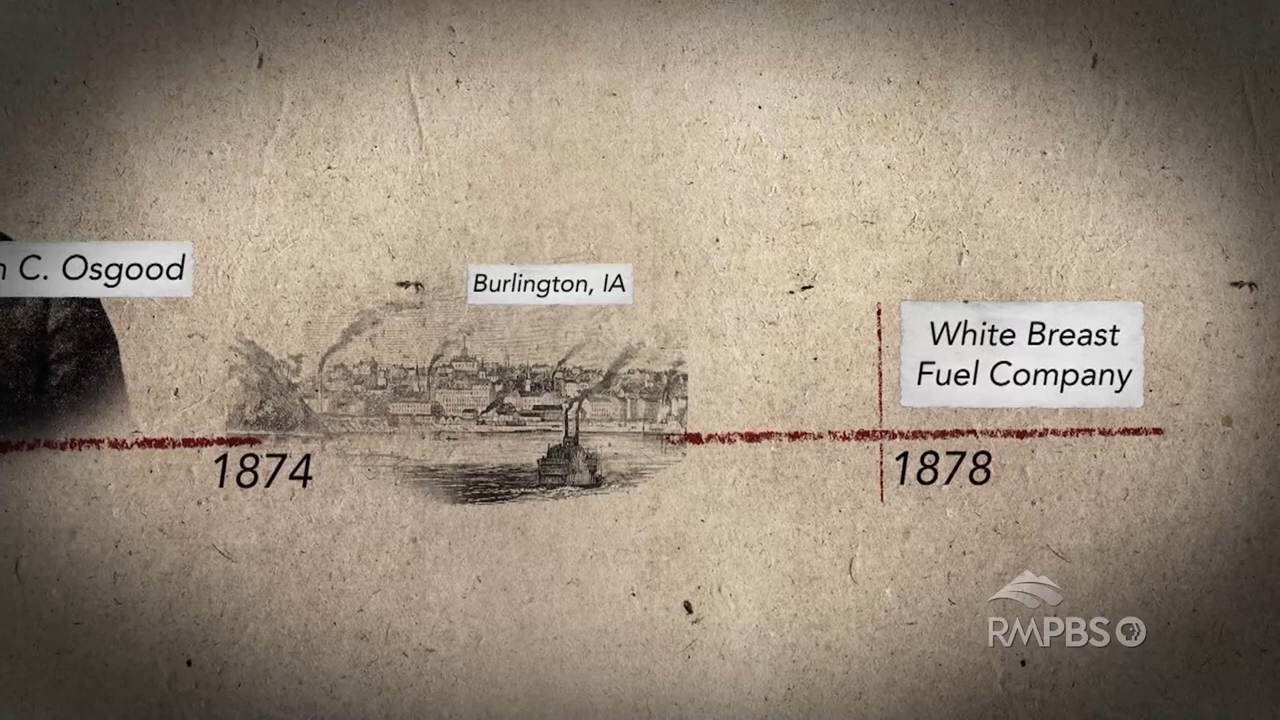 n C. Osgood
Burlington, IA
White Breast
Fuel Company
1874
1878
RMPBS